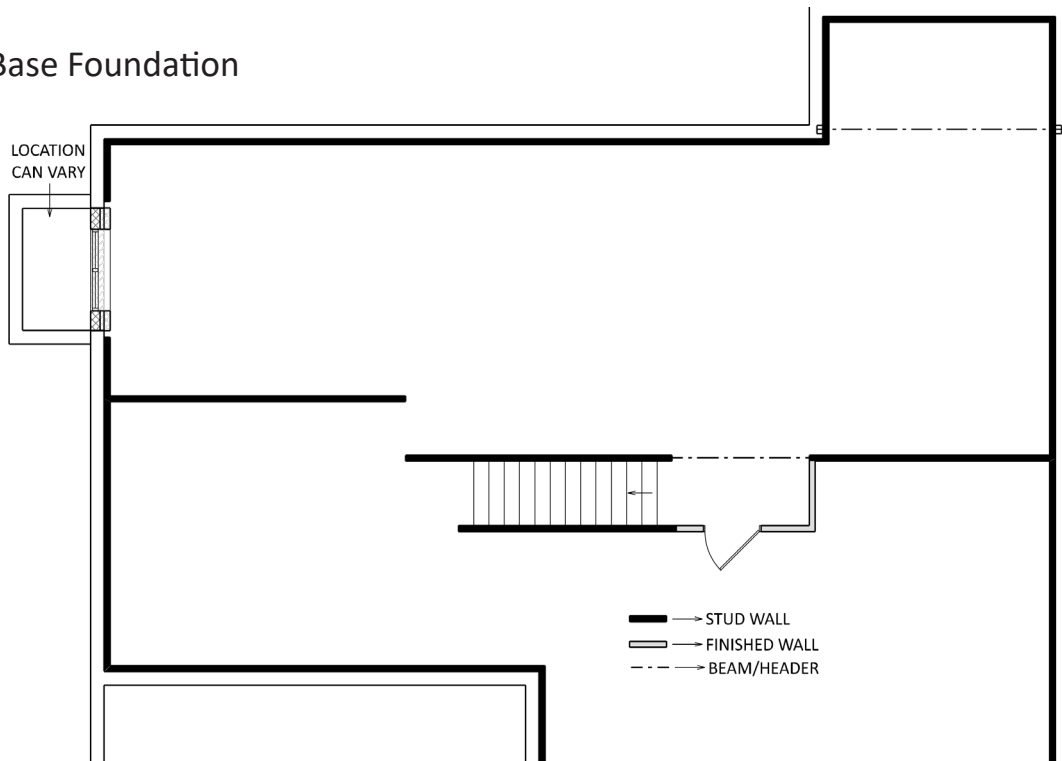 Base Foundation
LOCATION
CAN VARY
STUD WALL
FINISHED WALL
BEAM/HEADER